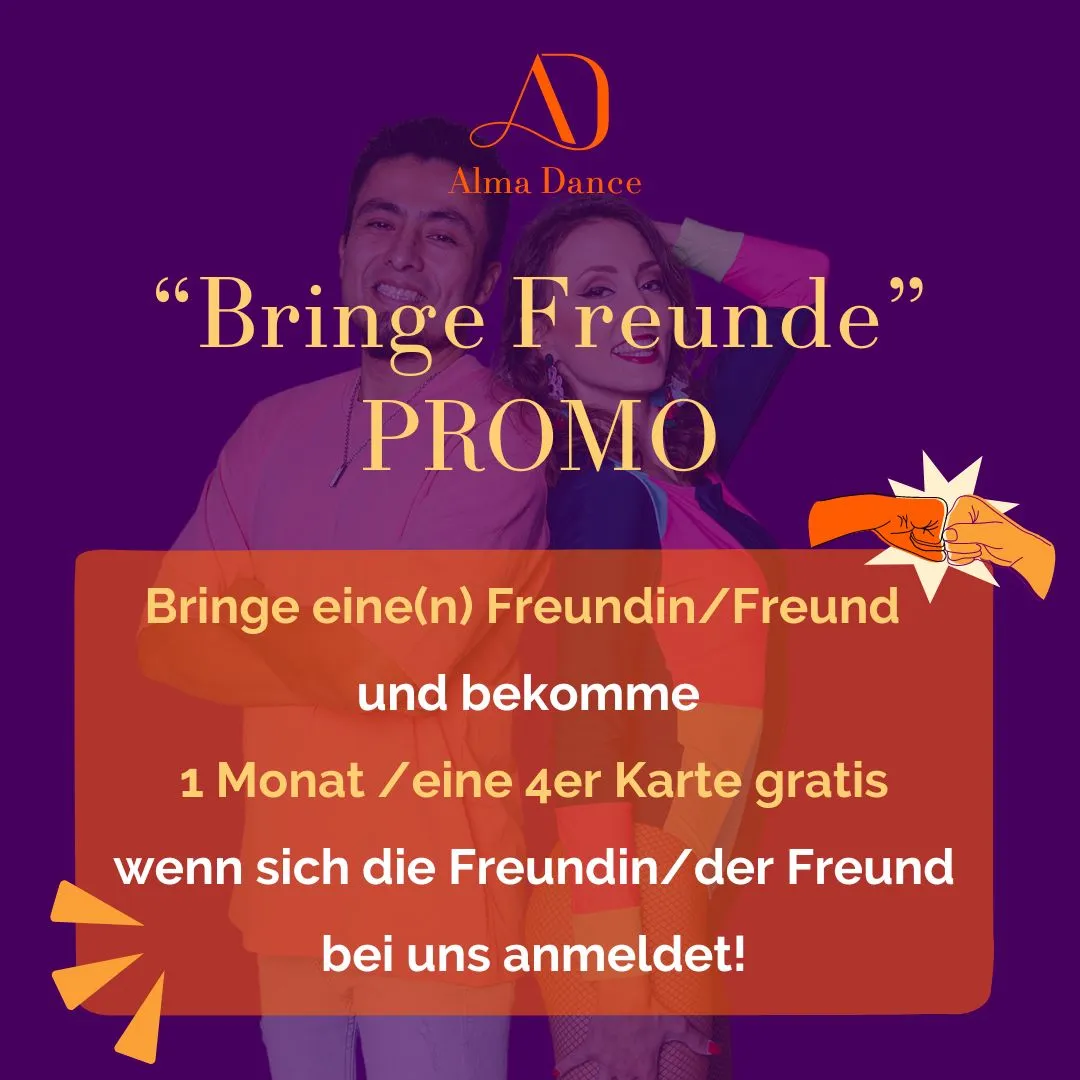 AD
Alma Dance
“Bringe Freunde”
PROMO
Bringe eine(n) Freundin/Freund
und bekomme
1 Monat /eine 4er Karte gratis
wenn sich die Freundin/der Freund
bei uns anmeldet!